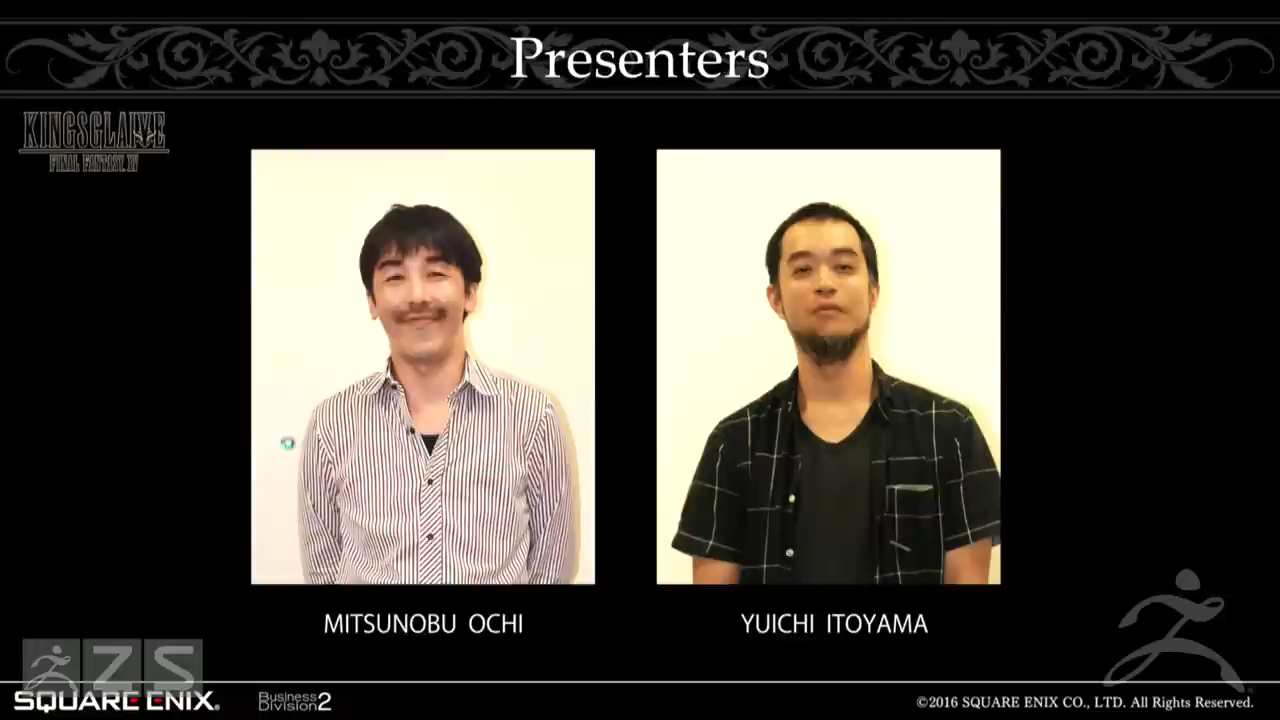 Presenters
KINGSGLAIVE
FINAL FANTASY XV
MITSUNOBU OCHI
YUICHI ITOYAMA
ZS
SQUARE ENIX.
Business
Division2
©2016 SQUARE ENIX CO., LTD. All Rights Reserved.